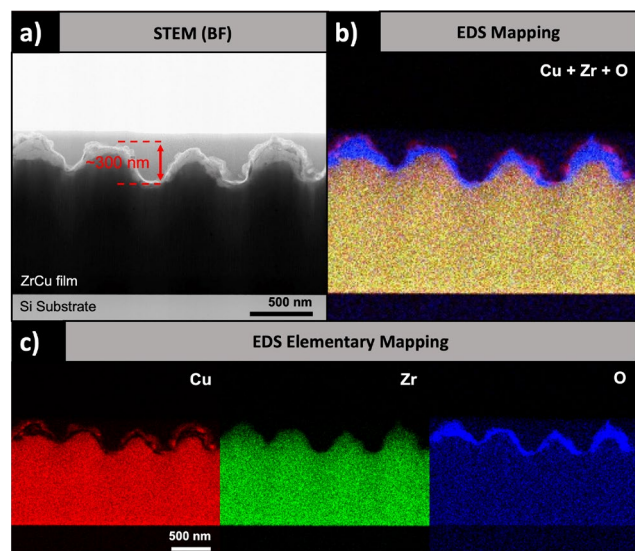 a)
STEM (BF)
~300 nm
ZrCu film
Si Substrate
500 nm
b)
EDS Mapping
Cu + Zr + O
c)
EDS Elementary Mapping
Cu
Zr
O
500 nm